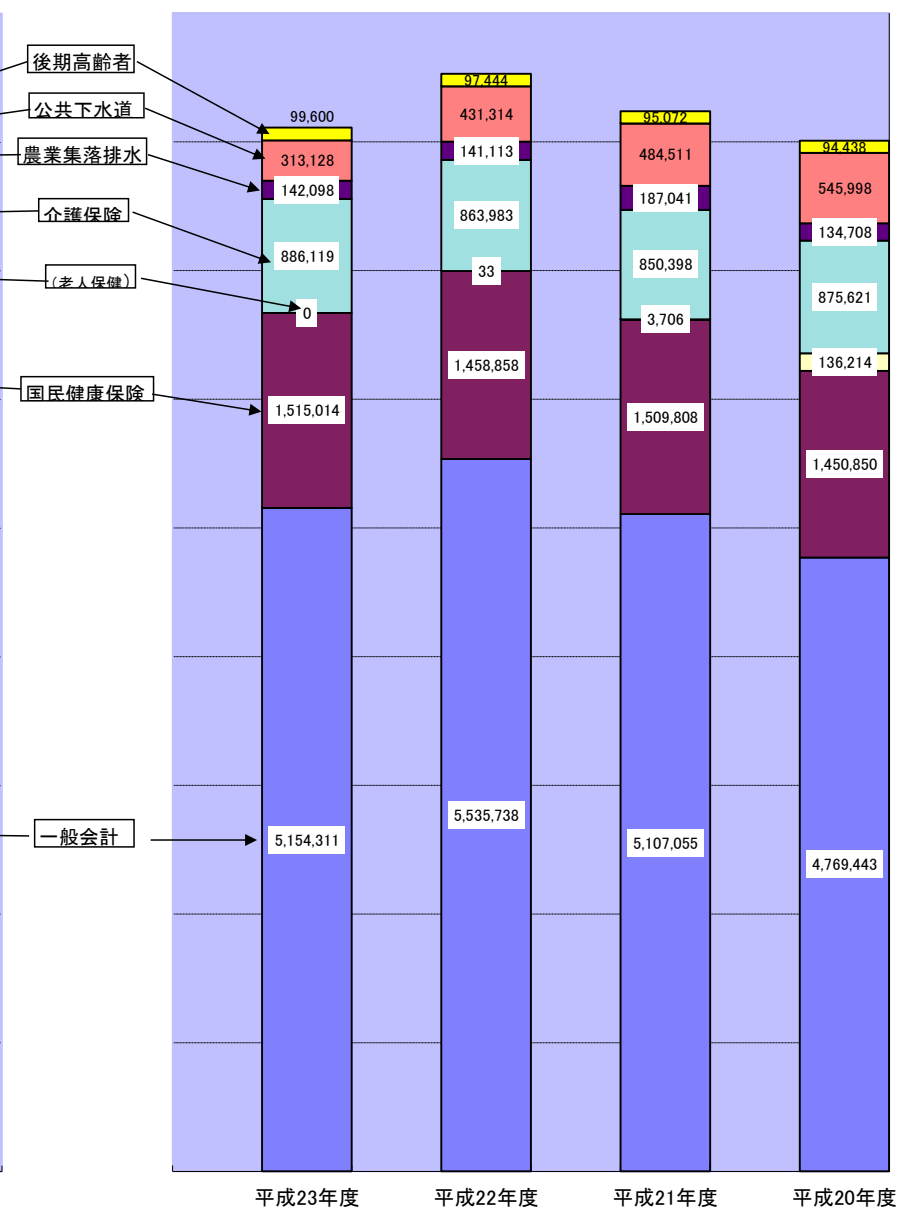 後期高齢者
公共下水道
農業集落排水
介護保険
(老人保健)
国民健康保険
一般会計
99,600
313,128
142,098
886,119
0
1,515,014
5,154,311
97,444
431,314
141,113
863,983
33
1,458,858
5,535,738
95,072
484,511
187,041
850,398
3,706
1,509,808
5,107,055
94,438
545,998
134,708
875,621
136,214
1,450,850
4,769,443
平成23年度
平成22年度
平成21年度
平成20年度